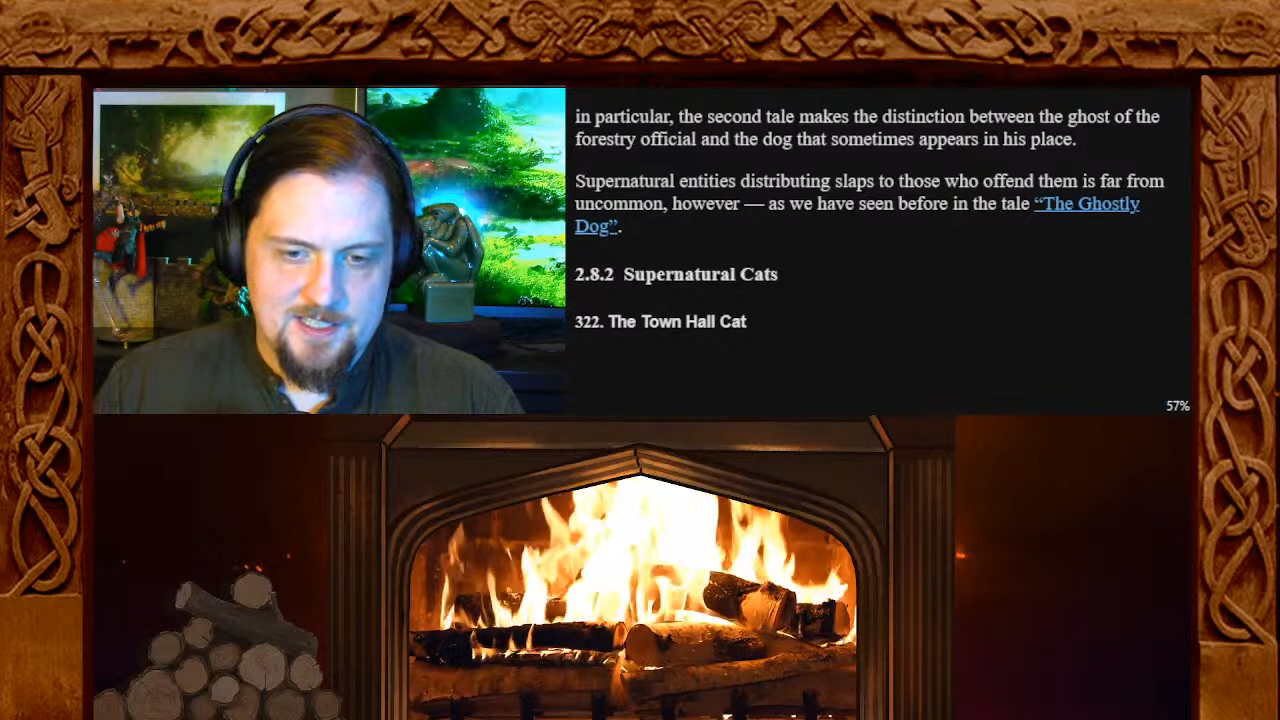 in particular, the second tale makes the distinction between the ghost of the
forestry official and the dog that sometimes appears in his place.
Supernatural entities distributing slaps to those who offend them is far from
uncommon, however — as we have seen before in the tale “The Ghostly
Dog”.
2.8.2 Supernatural Cats
322. The Town Hall Cat
57%